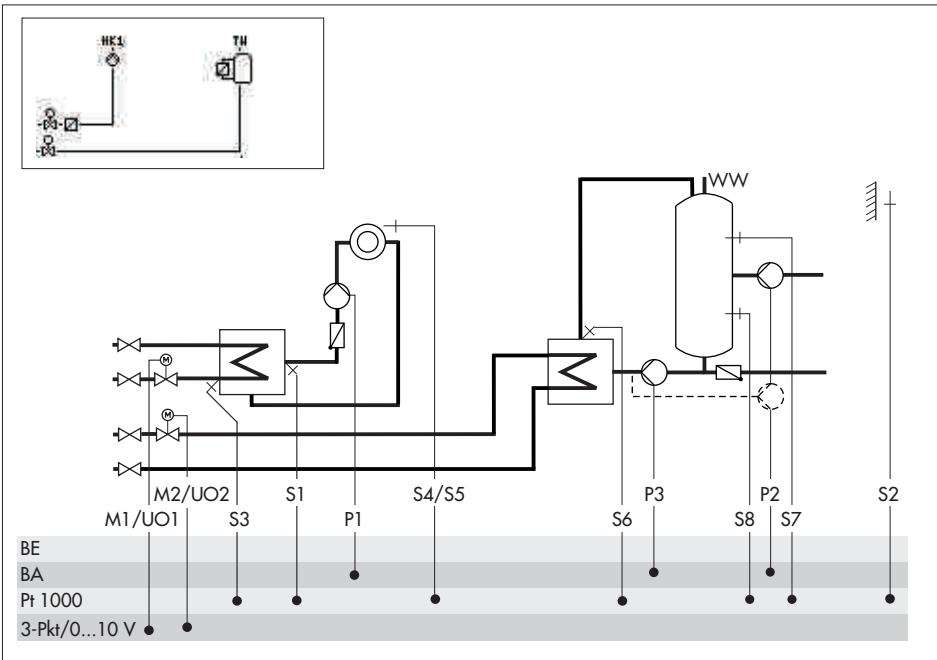 HK1 TW
WW
M
M
M2/UO2 S1 S4/S5 P3 P2
M1/UO1 S3 P1 S6 S8 S7 S2
BE
BA
Pt 1000
3-Pkt/0...10 V